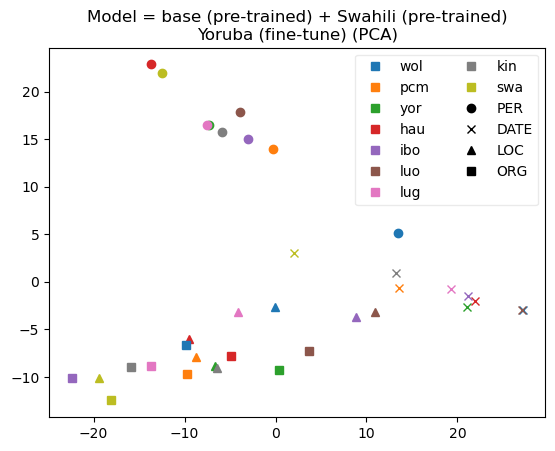 Model = base (pre-trained) + Swahili (pre-trained)
Yoruba (fine-tune) (PCA)
wol
pcm
yor
hau
ibo
luo
lug
kin
swa
PER
DATE
LOC
ORG
20
15
10
5
0
−5
−10
−20
−10
0
10
20